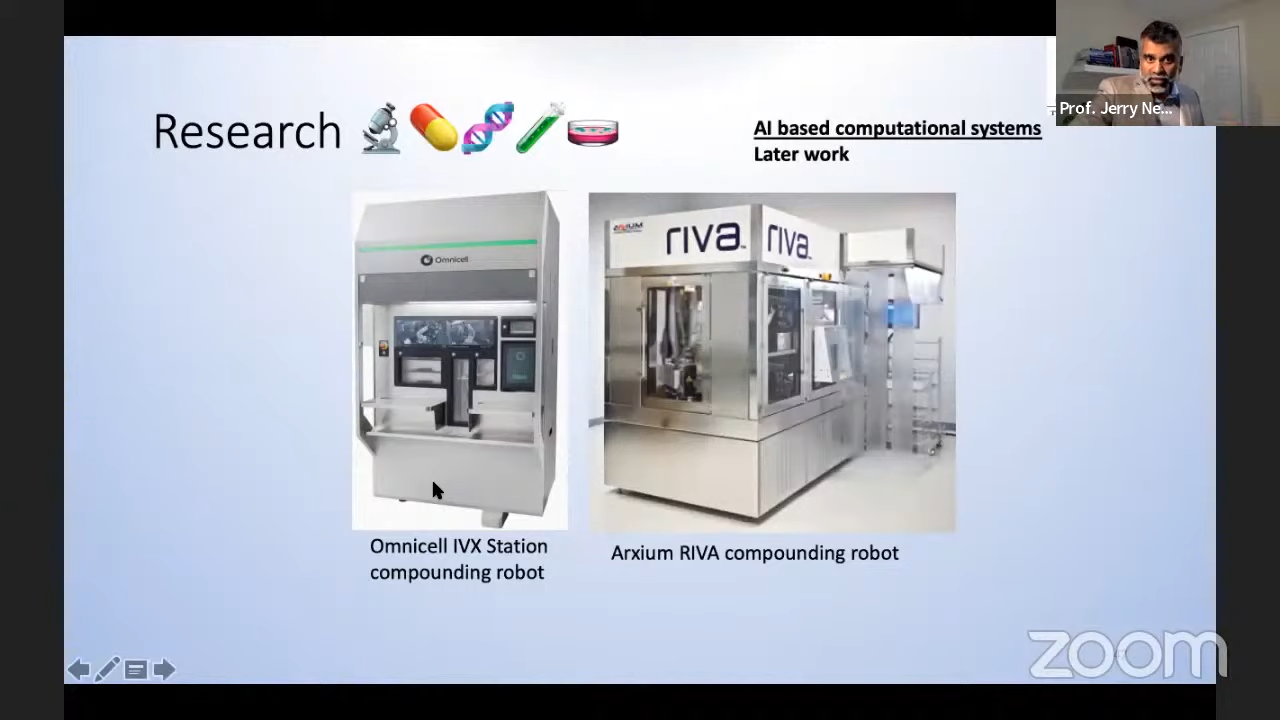 Prof. Jerry Ne...
Research
AI based computational systems
Later work
Omnicell
ARXIUM
riva
riva
Omnicell IVX Station
compounding robot
Arxium RIVA compounding robot
zoom